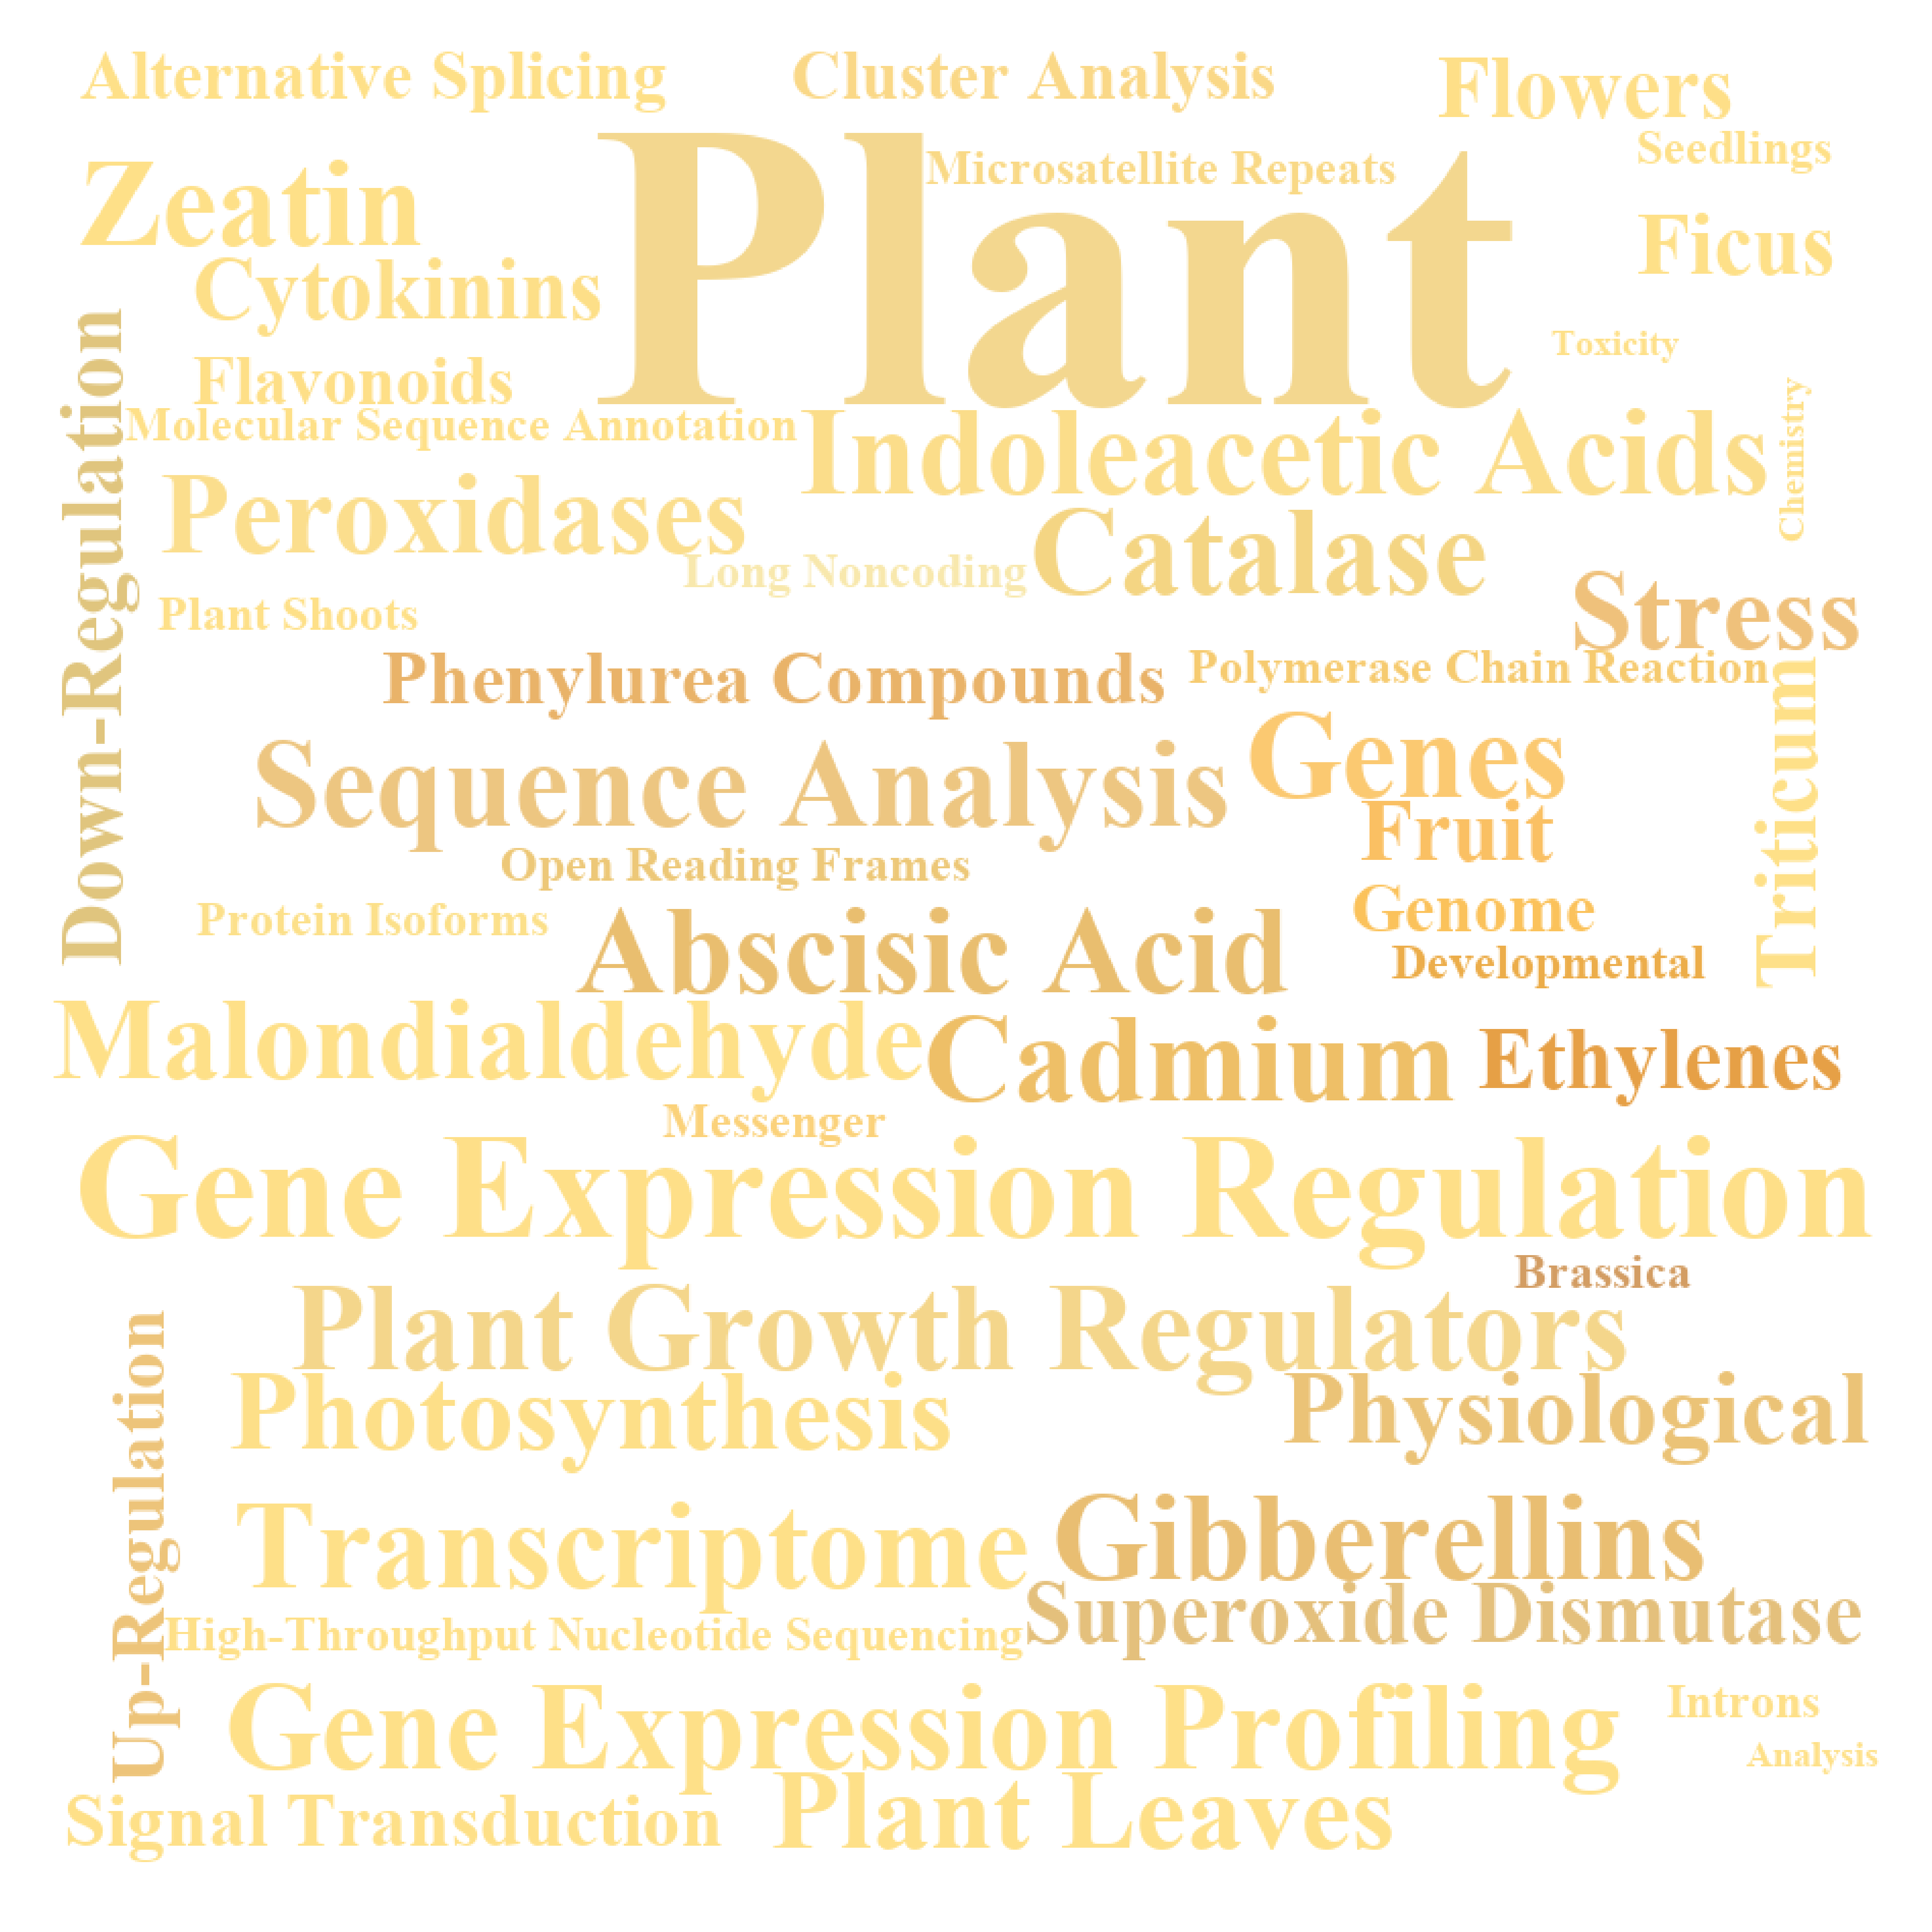 Alternative Splicing
Cluster Analysis
Flowers
Plant
Microsatellite Repeats
Seedlings
Zeatin
Ficus
Cytokinins
Down-Regulation
Toxicity
Flavonoids
Chemistry
Molecular Sequence Annotation
Indoleacetic Acids
Peroxidases
Catalase
Long Noncoding
Stress
Plant Shoots
Phenylurea Compounds
Polymerase Chain Reaction
Triticum
Sequence Analysis
Genes
Fruit
Open Reading Frames
Genome
Protein Isoforms
Abscisic Acid
Developmental
Malondialdehyde
Cadmium
Ethylenes
Messenger
Gene Expression Regulation
Brassica
Plant Growth Regulators
Up-Regulation
Photosynthesis
Physiological
Transcriptome
Gibberellins
Superoxide Dismutase
High-Throughput Nucleotide Sequencing
Gene Expression Profiling
Introns
Analysis
Signal Transduction
Plant Leaves